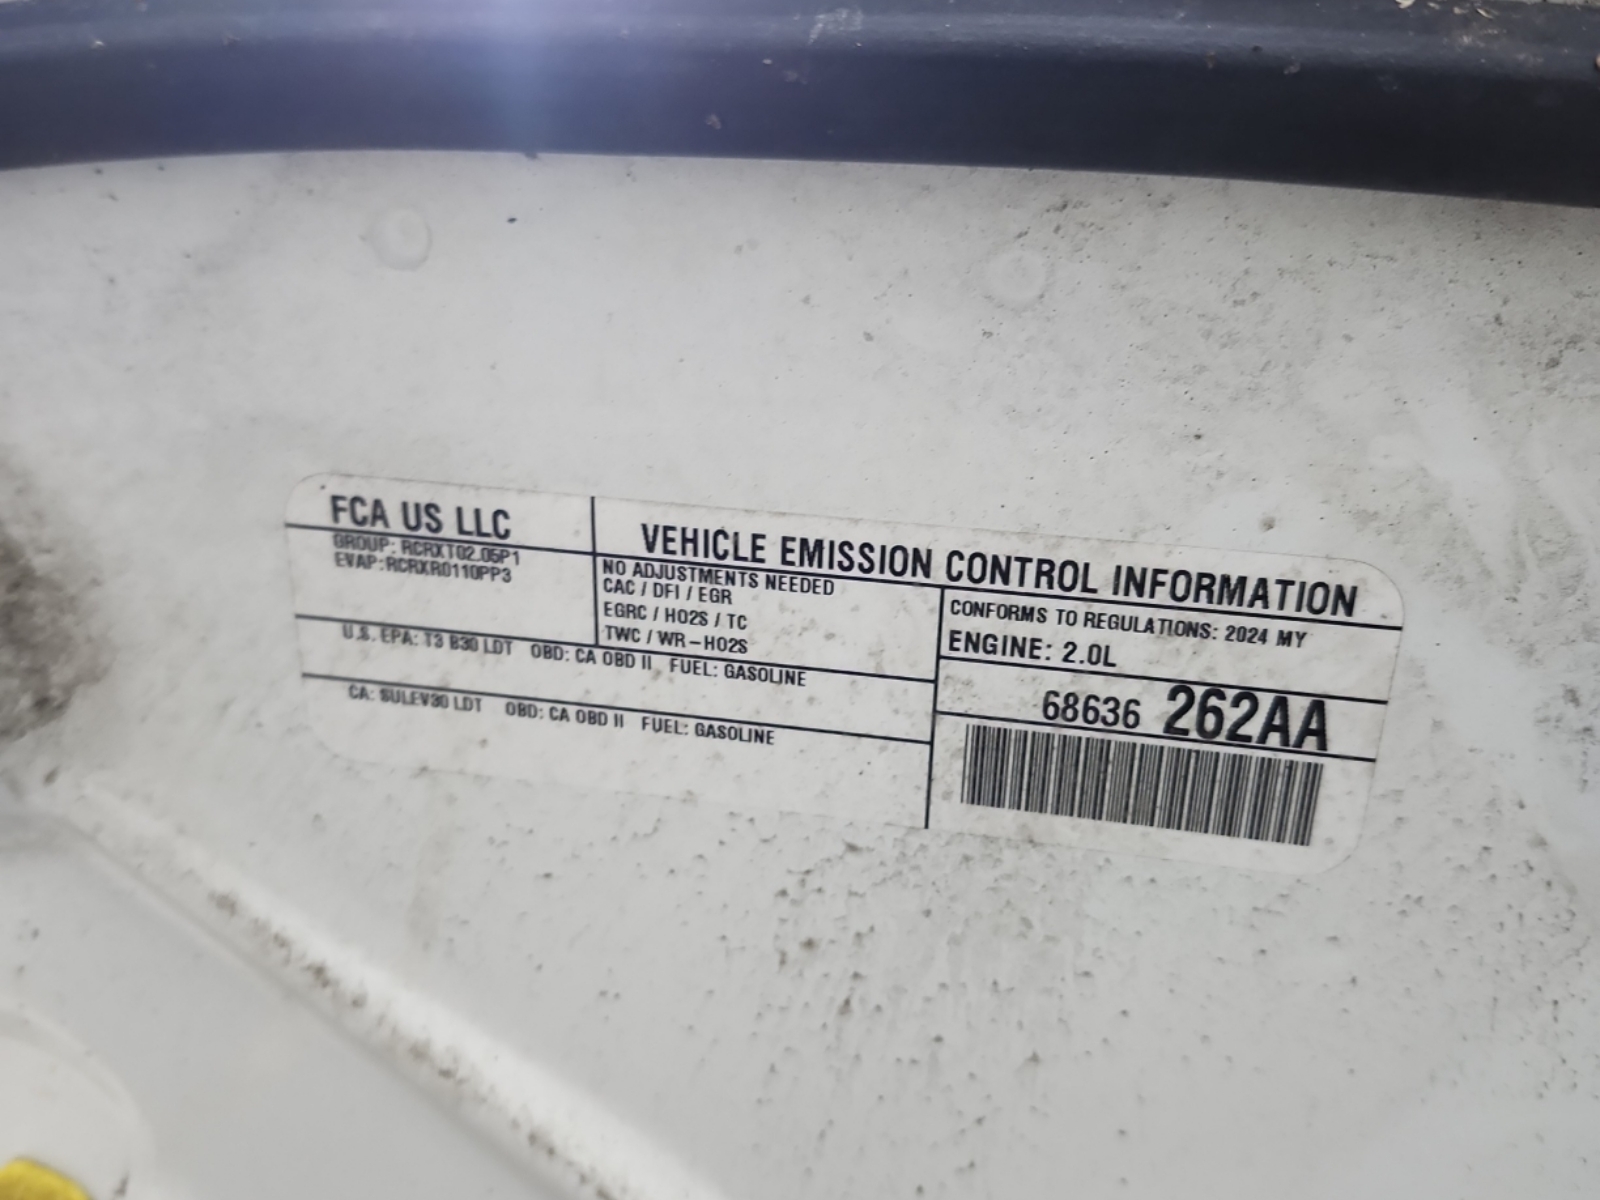 FCA US LLC
GROUP: RCRXT02.05P1
EVAP:RCRXR0110PP3
VEHICLE EMISSION CONTROL INFORMATION
NO ADJUSTMENTS NEEDED
CAC / DFI / EGR
EGRC / HO2S / TC
TWC / WR-HO2S
CONFORMS TO REGULATIONS: 2024 MY
ENGINE: 2.0L
U.S. EPA: T3 B30 LDT OBD: CA OBD II FUEL: GASOLINE
CA: SULEV30 LDT OBD: CA OBD II FUEL: GASOLINE
68636 262AA